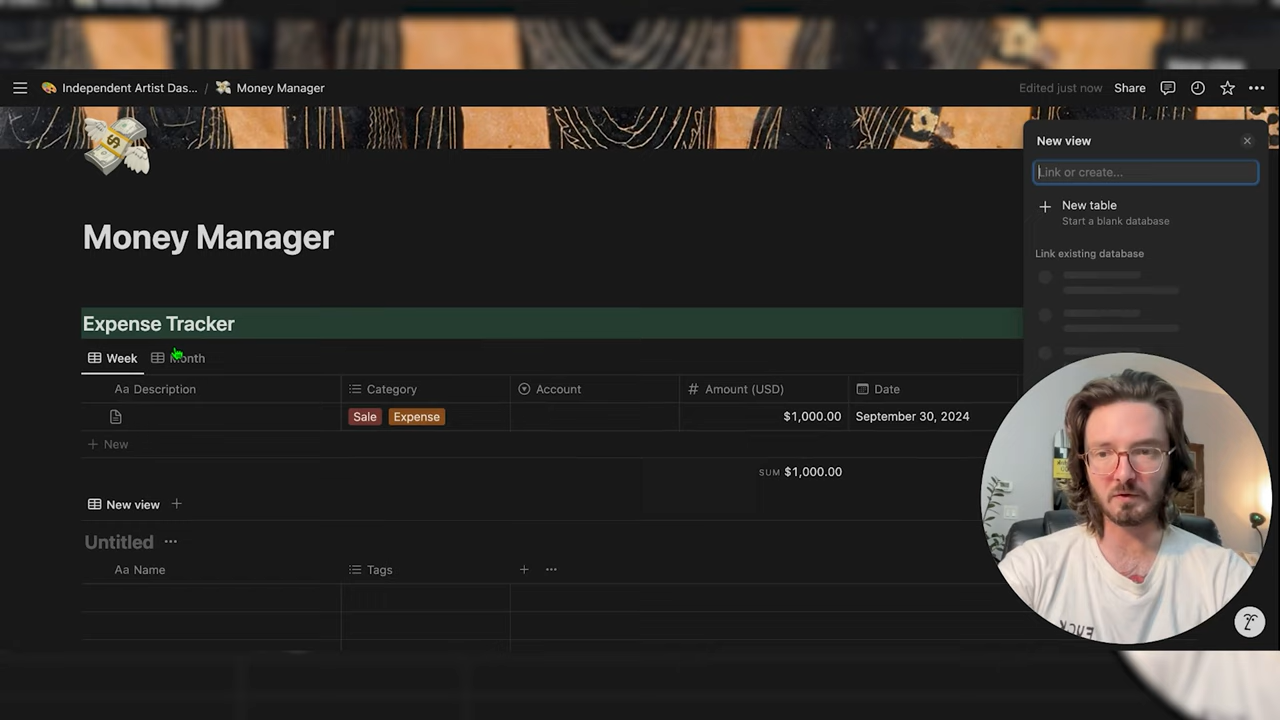 Independent Artist Das... / Money Manager
Edited just now Share
New view
Link or create...
New table
Start a blank database
Link existing database
Money Manager
Expense Tracker
Week Month
Aa Description Category Account # Amount (USD) Date
Sale Expense $1,000.00 September 30, 2024
+ New
SUM $1,000.00
New view +
Untitled ...
Aa Name Tags + ...